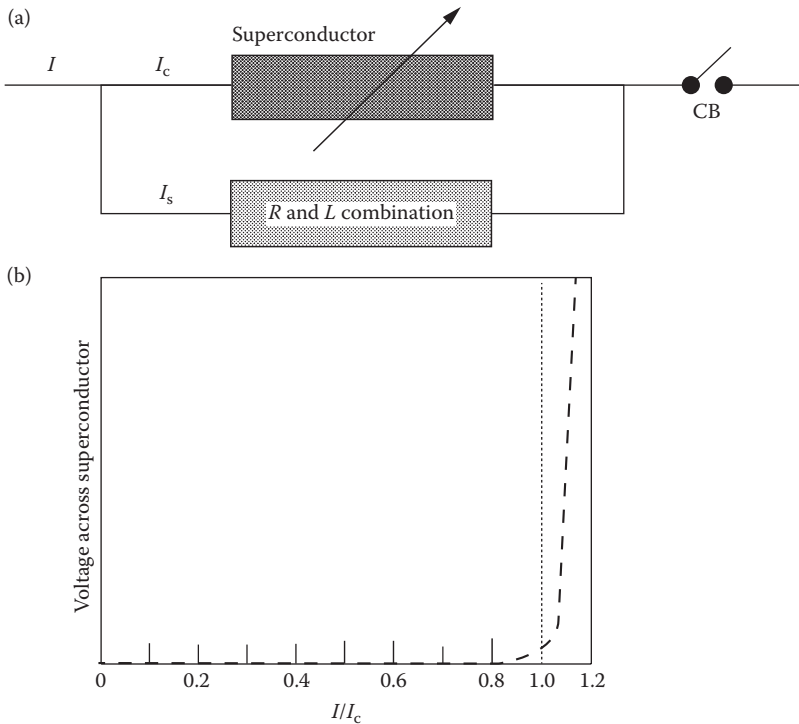 (a)
Superconductor
I
Ic
CB
Is
R and L combination
(b)
Voltage across superconductor
0 0.2 0.4 0.6 0.8 1.0 1.2
I/Ic